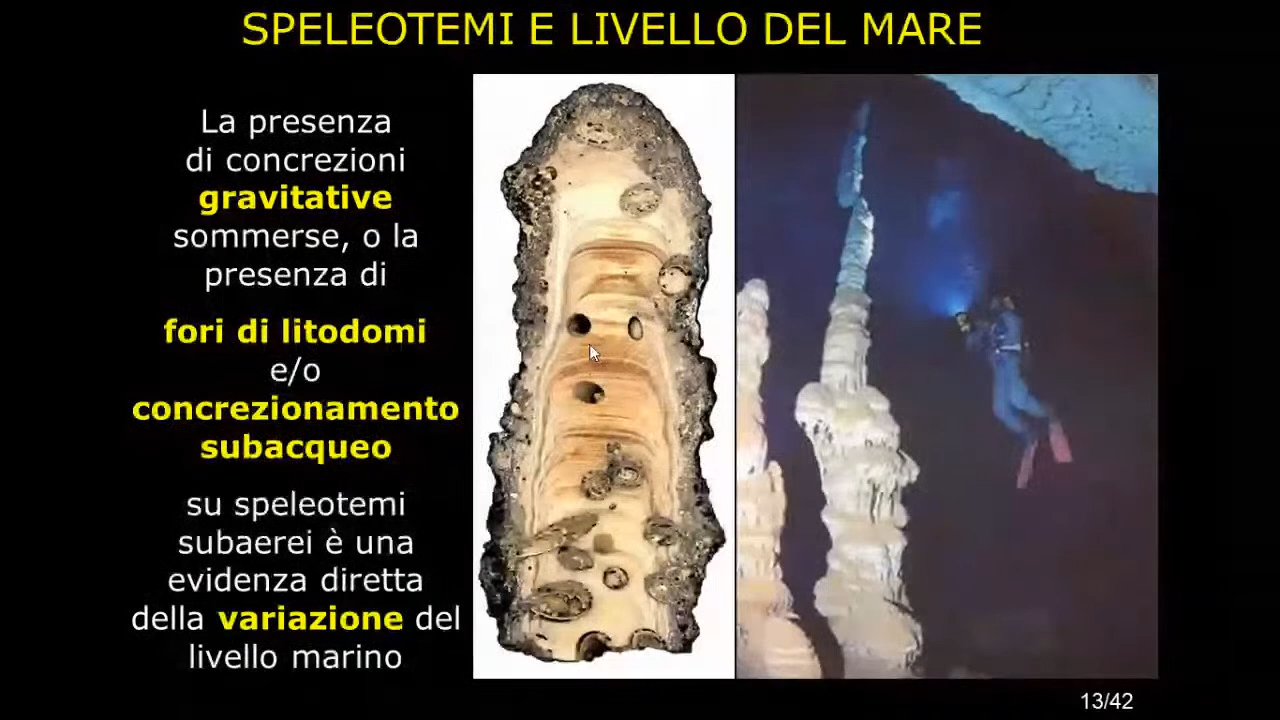 SPELEOTEMI E LIVELLO DEL MARE
La presenza
di concrezioni
gravitative
sommerse, o la
presenza di
fori di litodomi
e/o
concrezionamento
subacqueo
su speleotemi
subaerei è una
evidenza diretta
della variazione del
livello marino
13/42